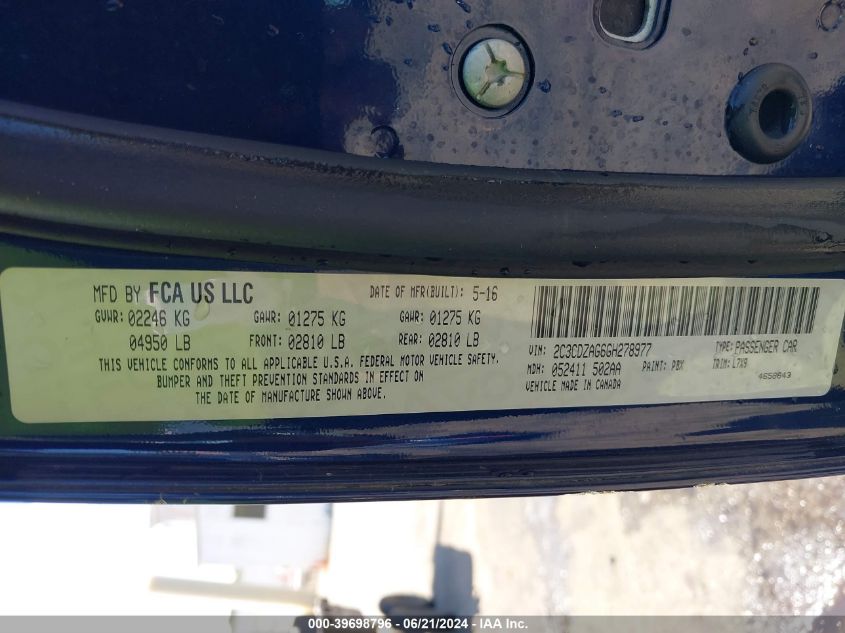 MFD BY FCA US LLC DATE OF MFR(BUILT): 5-16
GVWR: 02246 KG GAWR: 01275 KG GAWR: 01275 KG
04950 LB FRONT: 02810 LB REAR: 02810 LB
THIS VEHICLE CONFORMS TO ALL APPLICABLE U.S.A. FEDERAL MOTOR VEHICLE SAFETY,
BUMPER AND THEFT PREVENTION STANDARDS IN EFFECT ON
THE DATE OF MANUFACTURE SHOWN ABOVE.
VIN: 2C3CDZAG6GH278977 TYPE: PASSENGER CAR
MDH: 052411 502AA PAINT: PBX TRIM: L7X9
VEHICLE MADE IN CANADA 4658643
000-39698796 - 06/21/2024 - IAA Inc.